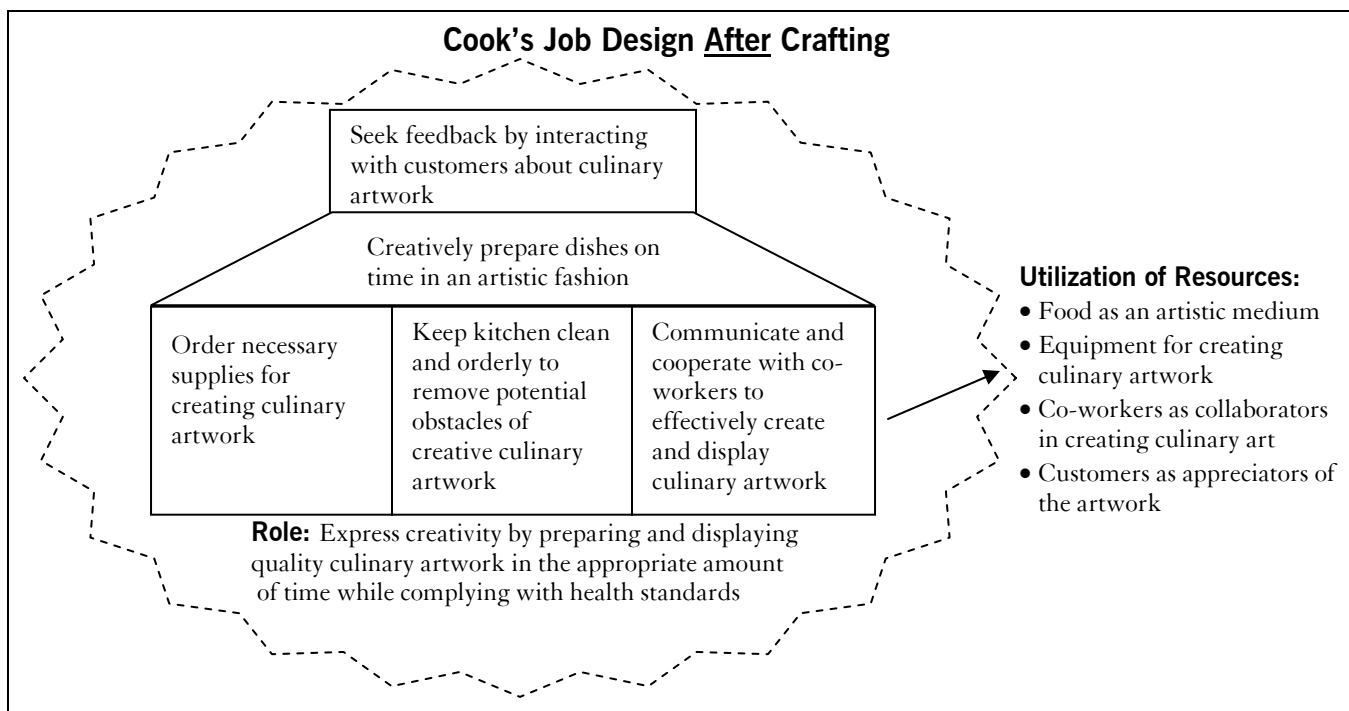 Cook's Job Design After Crafting
Seek feedback by interacting
with customers about culinary
artwork
Creatively prepare dishes on
time in an artistic fashion
Order necessary
supplies for
creating culinary
artwork
Keep kitchen clean
and orderly to
remove potential
obstacles of
creative culinary
artwork
Communicate and
cooperate with co-
workers to
effectively create
and display
culinary artwork
Role: Express creativity by preparing and displaying
quality culinary artwork in the appropriate amount
of time while complying with health standards
Utilization of Resources:
• Food as an artistic medium
• Equipment for creating
culinary artwork
• Co-workers as collaborators
in creating culinary art
• Customers as appreciators of
the artwork